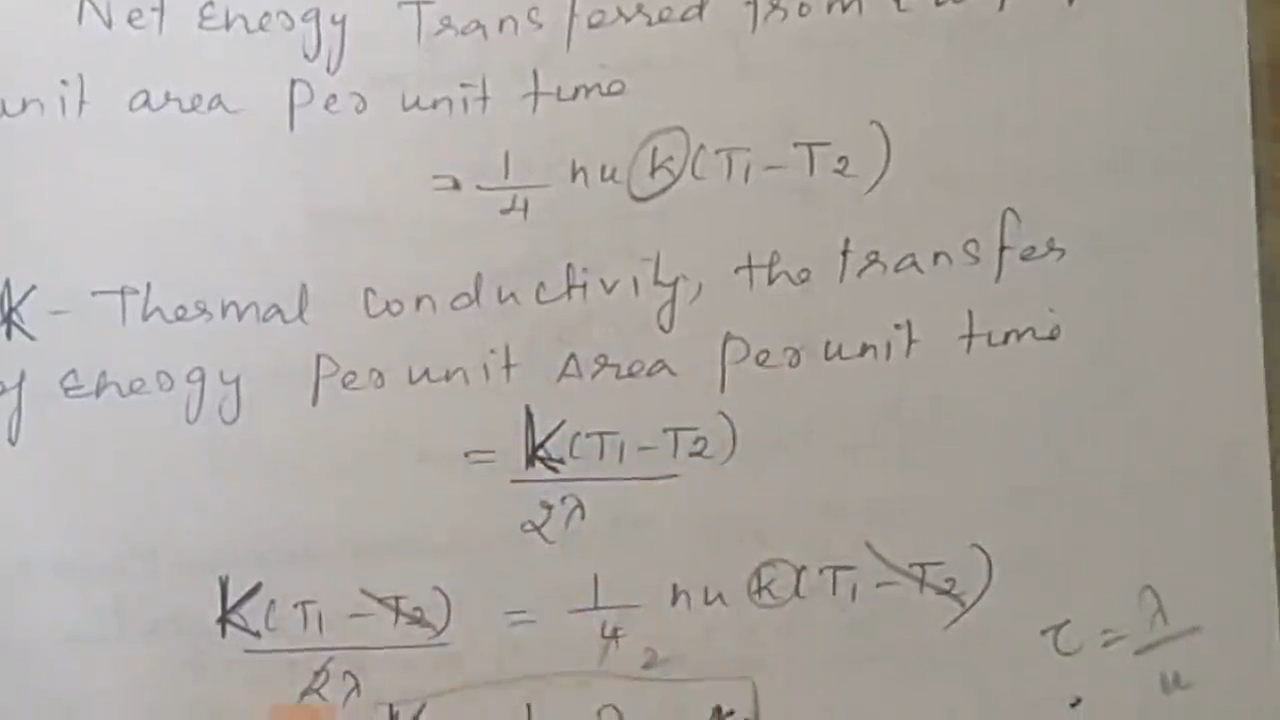 Net Energy Transferred from
unit area Per unit time
= 1/4 nu k (T1 - T2)
K - Thermal conductivity, the transfer
of Energy Per unit Area Per unit time
= K(T1 - T2) / 2λ
K(T1 - T2) / 2λ = 1/4 2 nu k (T1 - T2)
τ = λ/u